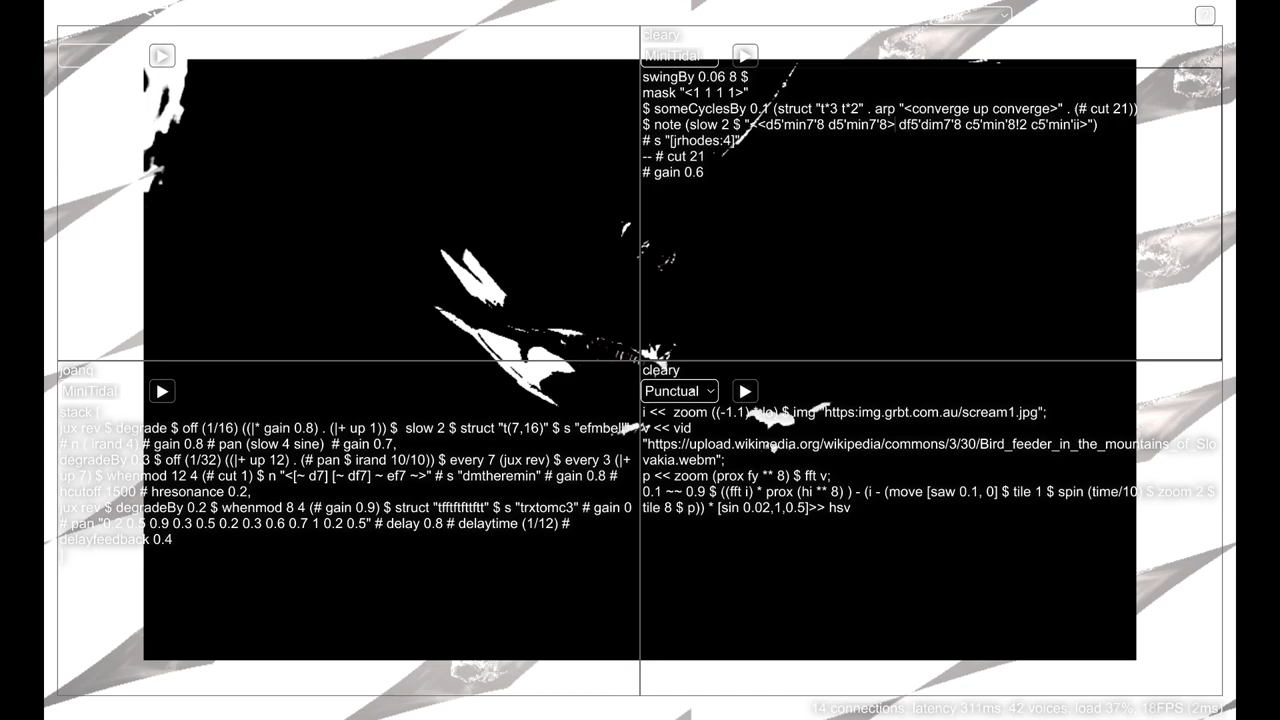 ark
?
cleary
MiniTidal
swingBy 0.06 8 $
mask "<1 1 1 1>"
$ someCyclesBy 0.1 (struct "t*3 t*2" . arp "<converge up converge>" . (# cut 21))
$ note (slow 2 $ "<<d5'min7'8 d5'min7'8> df5'dim7'8 c5'min'8!2 c5'min'ii>")
# s "[jrhodes:4]"
-- # cut 21
# gain 0.6
joanq
MiniTidal
stack [
jux rev $ degrade $ off (1/16) ((|* gain 0.8) . (|+ up 1)) $ slow 2 $ struct "t(7,16)" $ s "efmbell"
# n ( irand 4) # gain 0.8 # pan (slow 4 sine) # gain 0.7,
degradeBy 0.3 $ off (1/32) ((|+ up 12) . (# pan $ irand 10/10)) $ every 7 (jux rev) $ every 3 (|+
up 7) $ whenmod 12 4 (# cut 1) $ n "<[~ d7] [~ df7] ~ ef7 ~>" # s "dmtheremin" # gain 0.8 #
hcutoff 1500 # hresonance 0.2,
jux rev $ degradeBy 0.2 $ whenmod 8 4 (# gain 0.9) $ struct "tffffffffffftt" $ s "trxtomc3" # gain 0
# pan "0.2 0.5 0.9 0.3 0.5 0.2 0.3 0.6 0.7 1 0.2 0.5" # delay 0.8 # delaytime (1/12) #
delayfeedback 0.4
]
cleary
Punctual
i << zoom ((-1.1) $ img "https:img.grbt.com.au/scream1.jpg";
v << vid
"https://upload.wikimedia.org/wikipedia/commons/3/30/Bird_feeder_in_the_mountains_of_Slo
vakia.webm";
p << zoom (prox fy ** 8) $ fft v;
0.1 ~~ 0.9 $ ((fft i) * prox (hi ** 8) ) - (i - (move [saw 0.1, 0] $ tile 1 $ spin (time/10) $ zoom 2 $
tile 8 $ p)) * [sin 0.02,1,0.5]>> hsv
14 connections, latency 311ms, 42 voices, load 37%, 18FPS (2ms)